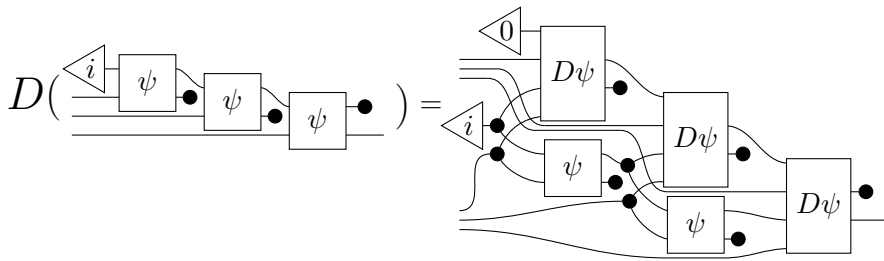 D( i ψ ψ ψ ) = 0 i Dψ ψ Dψ ψ Dψ